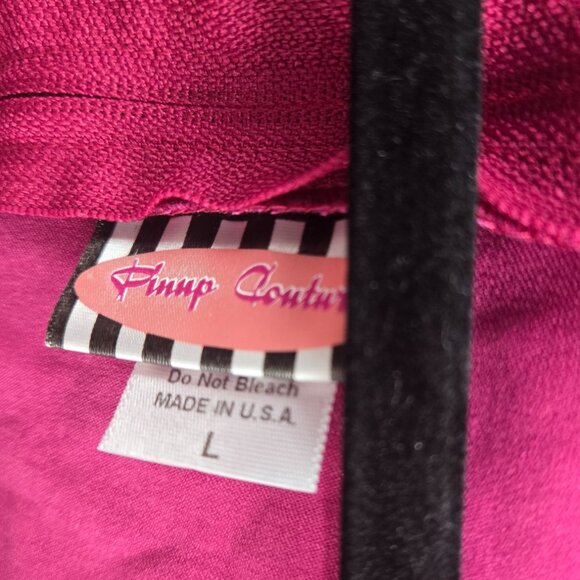 Pinup Coutur
Do Not Bleach
MADE IN U.S.A.
L